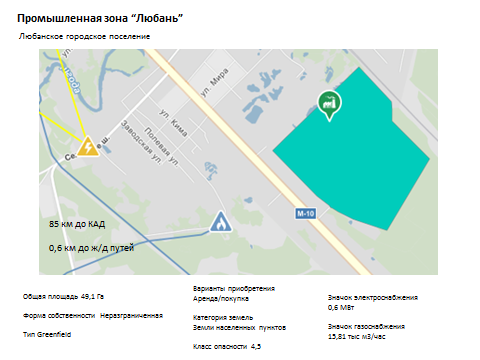 Промышленная зона “Любань”
Любанское городское поселение
ул. Мира
ул. Кима
Полевая ул.
Заводская ул.
М-10
85 км до КАД
0,6 км до ж/д путей
Общая площадь 49,1 Га
Форма собственности Неразграниченная
Тип Greenfield
Варианты приобретения
Аренда/покупка
Категория земель
Земли населенных пунктов
Класс опасности 4,5
Значок электроснабжения
0,6 МВт
Значок газоснабжения
15,81 тыс м3/час